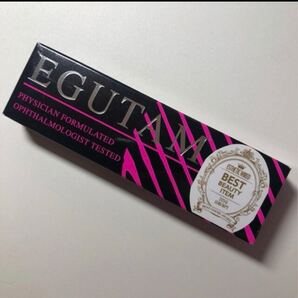 EGUTAM
PHYSICIAN FORMULATED
OPHTHALMOLOGIST TESTED
BEST
BEAUTY
ITEM